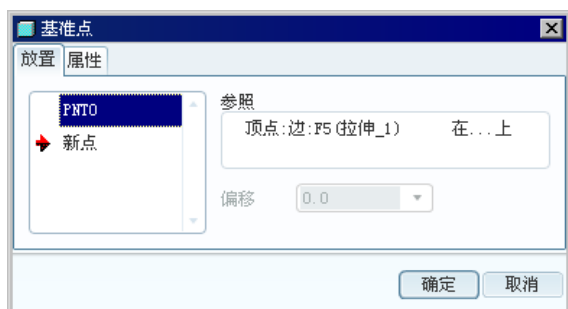 基准点
放置 属性
PNT0
新点
参照
顶点:边:F5(拉伸_1) 在...上
偏移 0.0
确定 取消